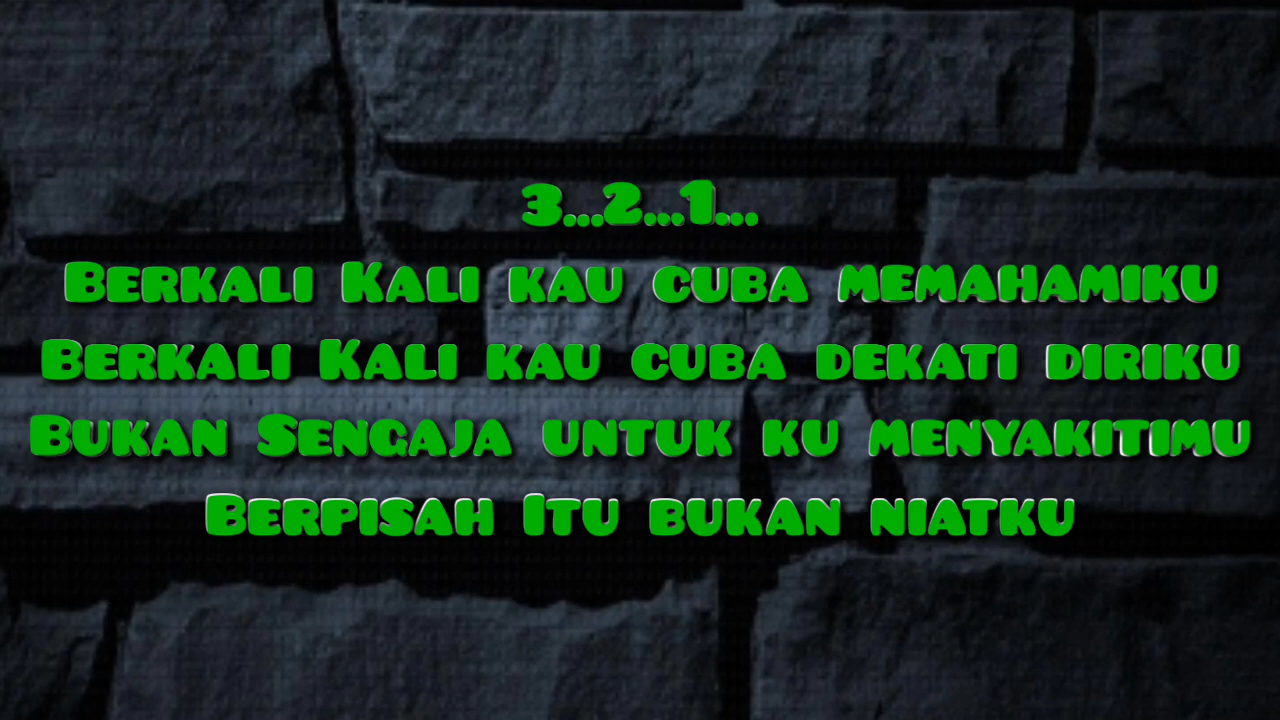 3...2...1...
Berkali Kali kau cuba memahamiku
Berkali Kali kau cuba dekati diriku
Bukan Sengaja untuk ku menyakitimu
Berpisah Itu bukan niatku